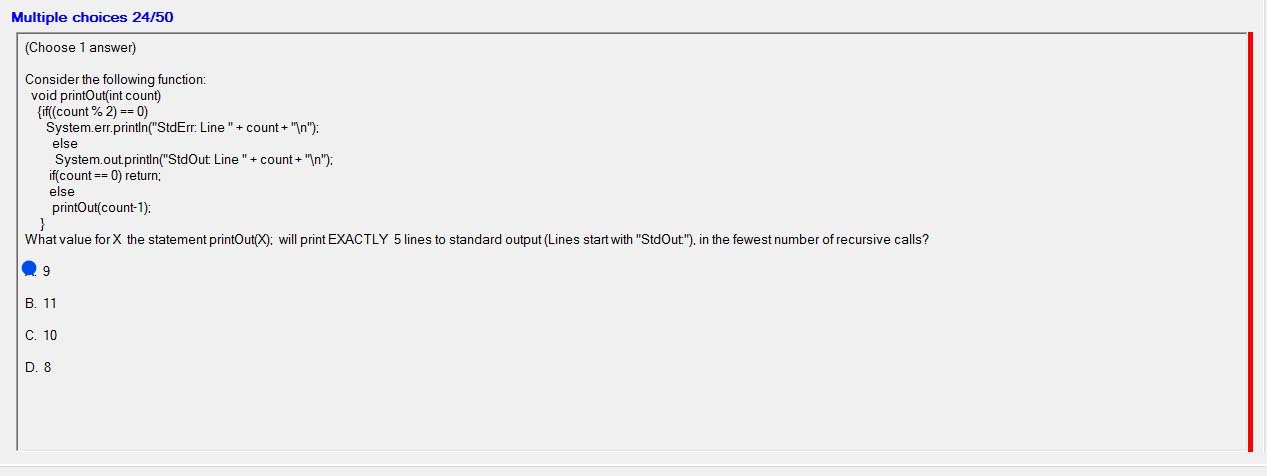 Multiple choices 24/50
(Choose 1 answer)
Consider the following function:
void printOut(int count)
{if((count % 2) == 0)
System.err.println("StdErr: Line " + count + "\n");
else
System.out.println("StdOut: Line " + count + "\n");
if(count == 0) return;
else
printOut(count-1);
}
What value for X the statement printOut(X); will print EXACTLY 5 lines to standard output (Lines start with "StdOut:"), in the fewest number of recursive calls?
9
B. 11
C. 10
D. 8